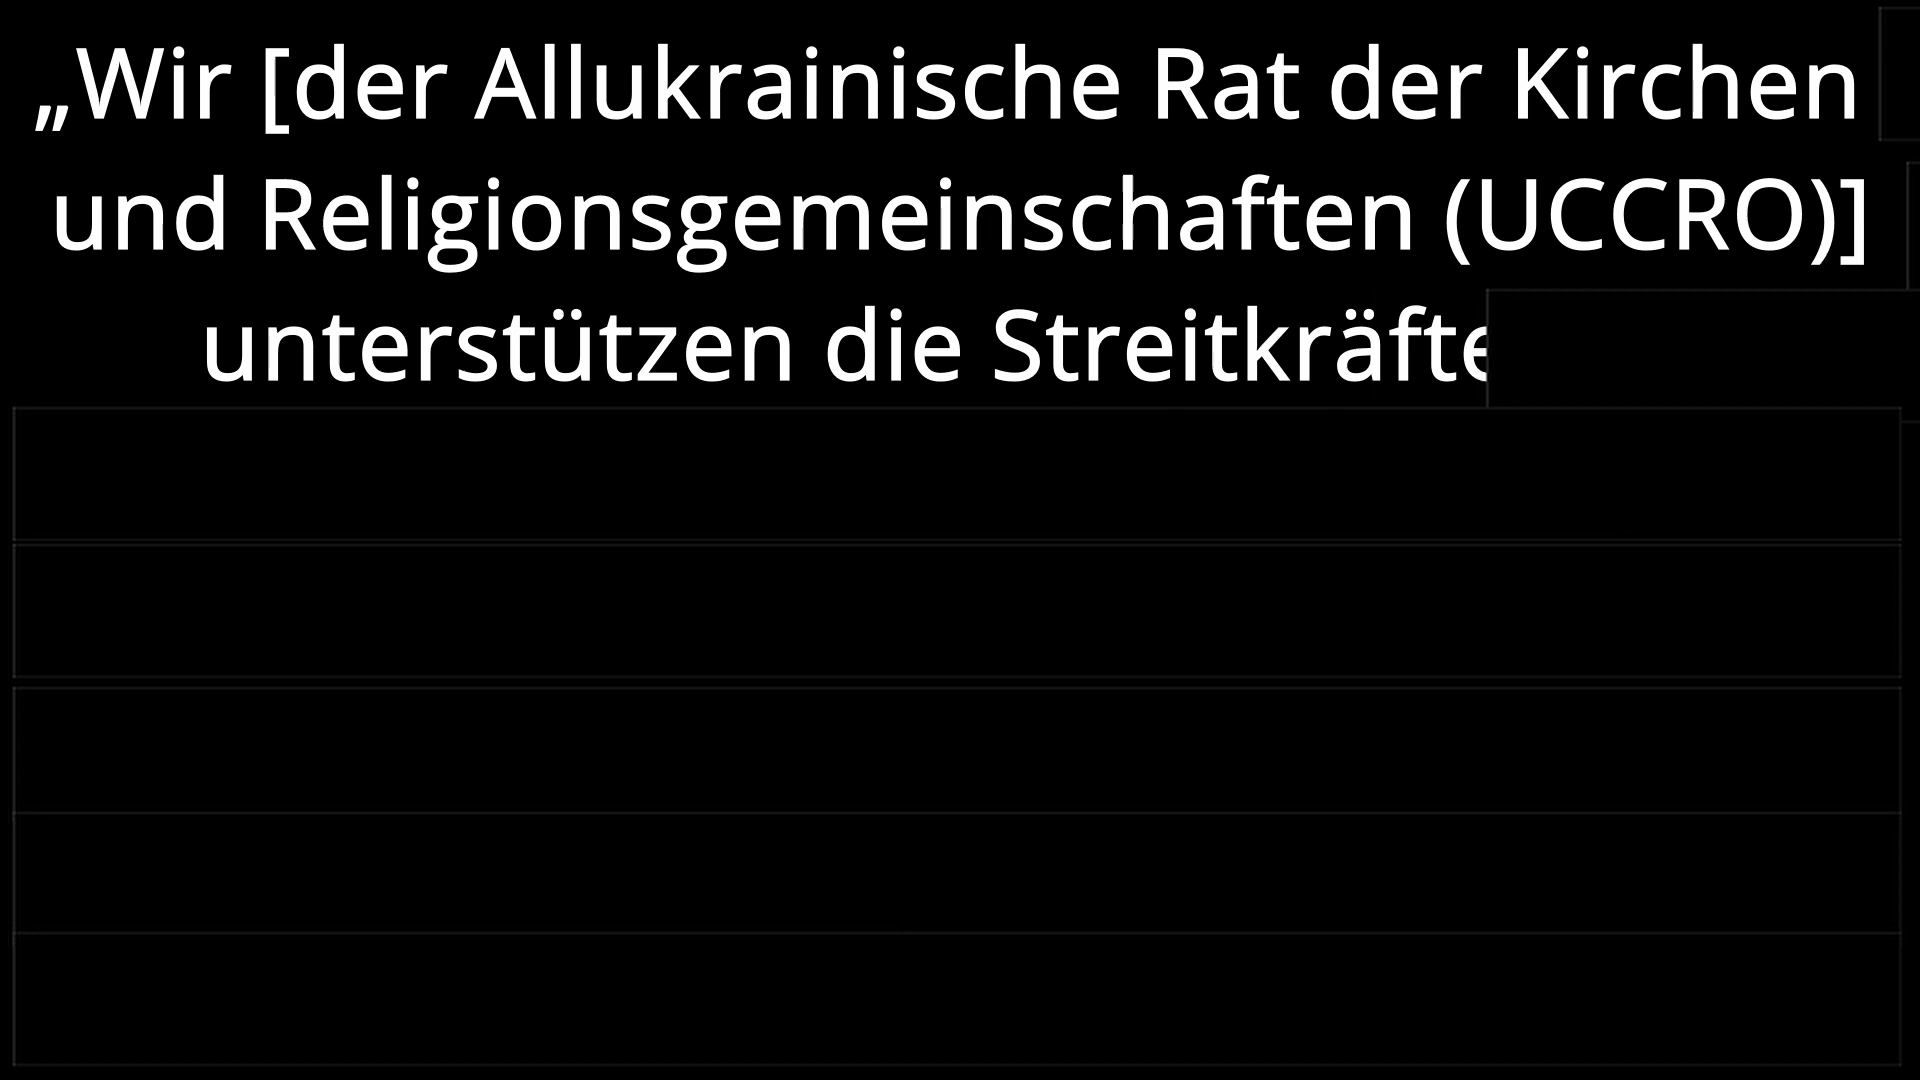 „Wir [der Allukrainische Rat der Kirchen
und Religionsgemeinschaften (UCCRO)]
unterstützen die Streitkräfte